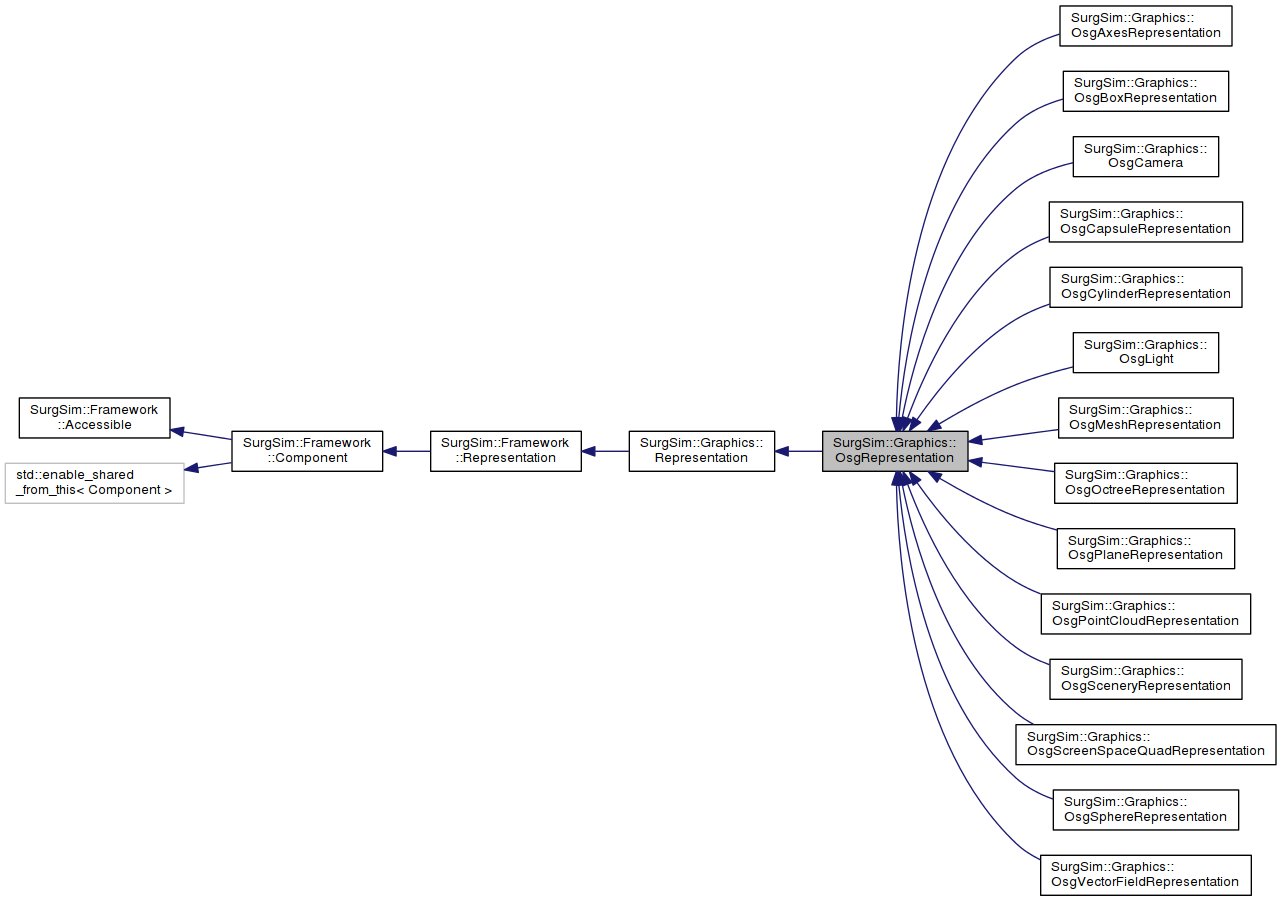 SurgSim::Framework
::Accessible
std::enable_shared
_from_this< Component >
SurgSim::Framework
::Component
SurgSim::Framework
::Representation
SurgSim::Graphics::
Representation
SurgSim::Graphics::
OsgRepresentation
SurgSim::Graphics::
OsgAxesRepresentation
SurgSim::Graphics::
OsgBoxRepresentation
SurgSim::Graphics::
OsgCamera
SurgSim::Graphics::
OsgCapsuleRepresentation
SurgSim::Graphics::
OsgCylinderRepresentation
SurgSim::Graphics::
OsgLight
SurgSim::Graphics::
OsgMeshRepresentation
SurgSim::Graphics::
OsgOctreeRepresentation
SurgSim::Graphics::
OsgPlaneRepresentation
SurgSim::Graphics::
OsgPointCloudRepresentation
SurgSim::Graphics::
OsgSceneryRepresentation
SurgSim::Graphics::
OsgScreenSpaceQuadRepresentation
SurgSim::Graphics::
OsgSphereRepresentation
SurgSim::Graphics::
OsgVectorFieldRepresentation